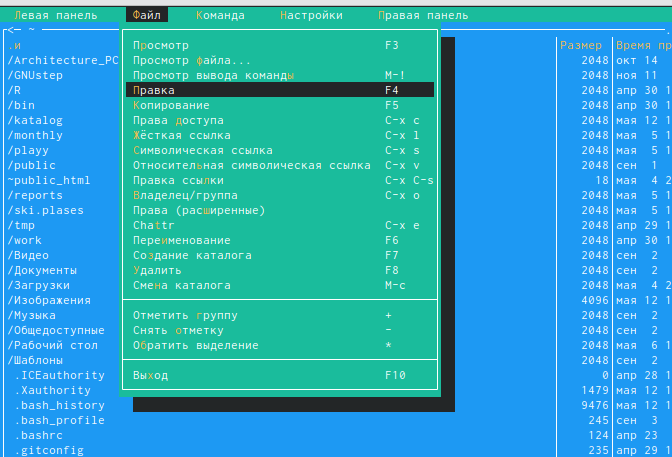 Левая панель Файл Команда Настройки Правая панель
<— ~
.и Размер Время пр
Просмотр F3
/Architecture_PC Просмотр файла... 2048 окт 14
/GNUstep Просмотр вывода команды M-! 2048 ноя 11
/R Правка F4 2048 апр 30 1
/bin Копирование F5 2048 апр 30 1
/katalog Права доступа C-x c 2048 мая 12 1
/monthly Жёсткая ссылка C-x l 2048 мая 5 1
/playy Символическая ссылка C-x s 2048 мая 5 1
/public Относительная символическая ссылка C-x v 2048 сен 1
~public_html Правка ссылки C-x C-s 18 мая 4 2
/reports Владелец/группа C-x o 2048 мая 5 1
/ski.plases Права (расширенные) 2048 мая 5 1
/tmp Chattr C-x e 2048 апр 29 1
/work Переименование F6 2048 апр 30 1
/Видео Создание каталога F7 2048 сен 2
/Документы Удалить F8 2048 сен 2
/Загрузки Смена каталога M-c 2048 мая 4 2
/Изображения 4096 мая 12 1
/Музыка Отметить группу + 2048 сен 2
/Общедоступные Снять отметку - 2048 сен 2
/Рабочий стол Обратить выделение * 2048 мая 6 1
/Шаблоны 2048 сен 2
.ICEauthority Выход F10 0 апр 28 1
.Xauthority 1479 мая 12 1
.bash_history 9476 мая 12 1
.bash_profile 245 сен 3
.bashrc 124 апр 23
.gitconfig 235 апр 29 1